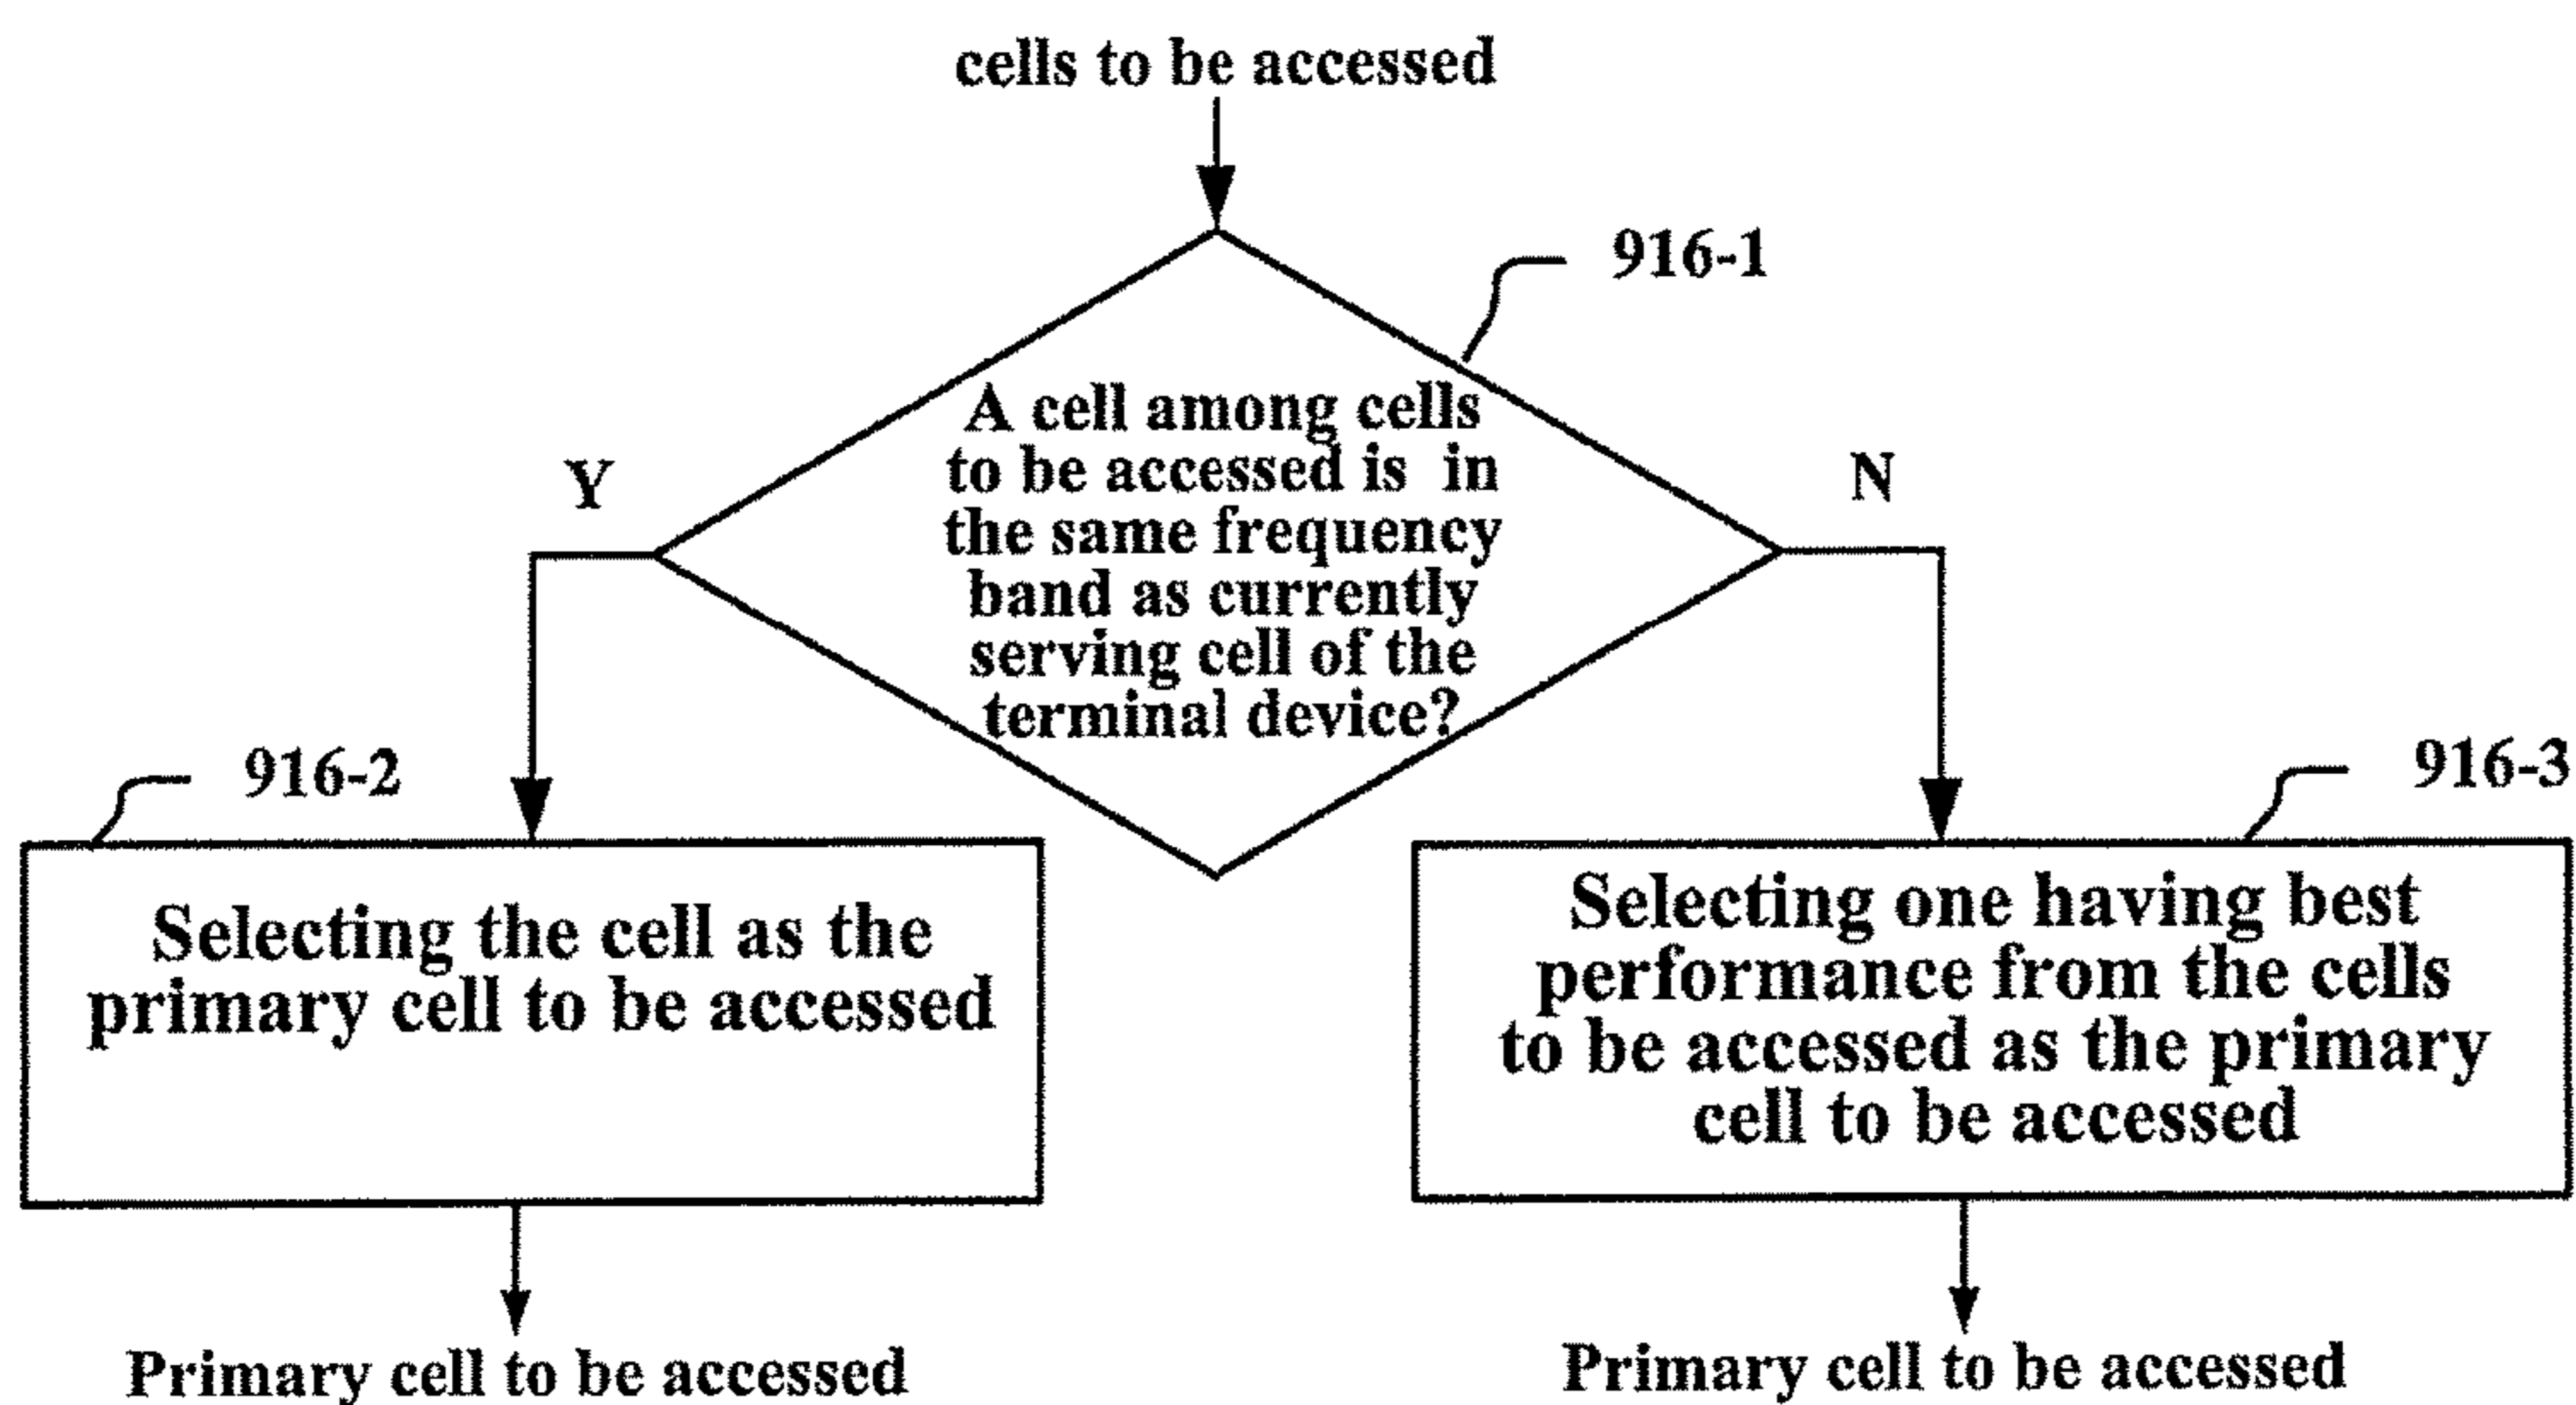 cells to be accessed
916-1
A cell among cells
to be accessed is in
the same frequency
band as currently
serving cell of the
terminal device?
Y
N
916-2
916-3
Selecting the cell as the
primary cell to be accessed
Selecting one having best
performance from the cells
to be accessed as the primary
cell to be accessed
Primary cell to be accessed
Primary cell to be accessed